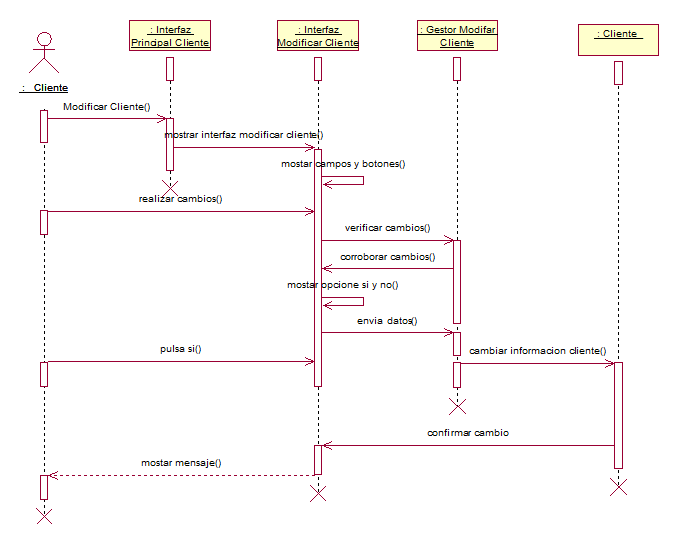 : Interfaz
Principal Cliente
: Interfaz
Modificar Cliente
: Gestor Modifar
Cliente
: Cliente
: Cliente
Modificar Cliente()
mostrar interfaz modificar cliente()
mostar campos y botones()
realizar cambios()
verificar cambios()
corroborar cambios()
mostar opcione si y no()
envia datos()
pulsa si()
cambiar informacion cliente()
confirmar cambio
mostar mensaje()